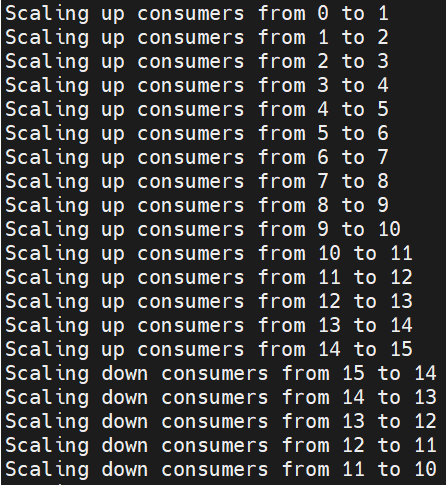 Scaling up consumers from 0 to 1
Scaling up consumers from 1 to 2
Scaling up consumers from 2 to 3
Scaling up consumers from 3 to 4
Scaling up consumers from 4 to 5
Scaling up consumers from 5 to 6
Scaling up consumers from 6 to 7
Scaling up consumers from 7 to 8
Scaling up consumers from 8 to 9
Scaling up consumers from 9 to 10
Scaling up consumers from 10 to 11
Scaling up consumers from 11 to 12
Scaling up consumers from 12 to 13
Scaling up consumers from 13 to 14
Scaling up consumers from 14 to 15
Scaling down consumers from 15 to 14
Scaling down consumers from 14 to 13
Scaling down consumers from 13 to 12
Scaling down consumers from 12 to 11
Scaling down consumers from 11 to 10